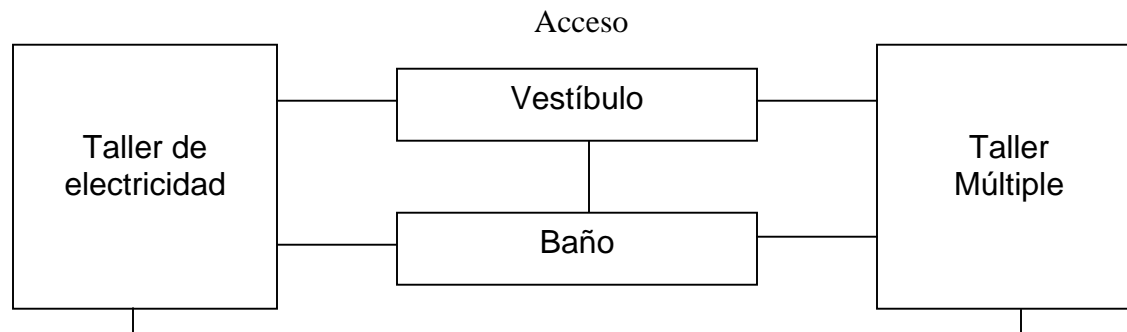 Acceso
Vestíbulo
Taller de
electricidad
Taller
Múltiple
Baño